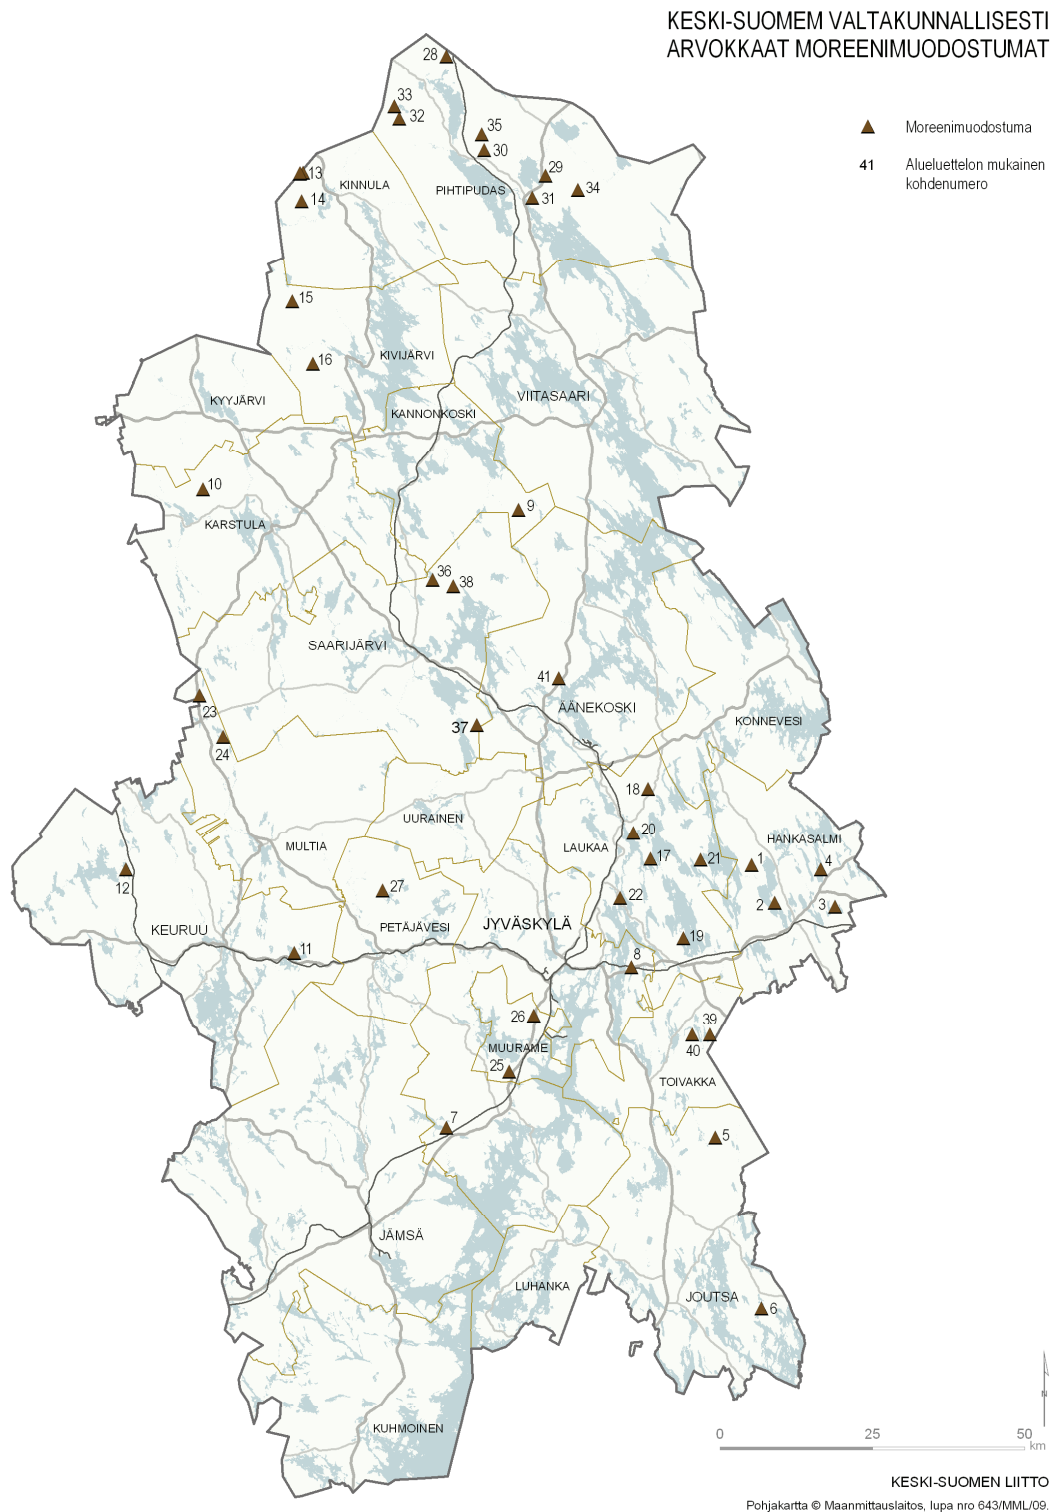 KESKI-SUOMEM VALTAKUNNALLISESTI
ARVOKKAAT MOREENIMUODOSTUMAT
Moreenimuodostuma
41 Alueluettelon mukainen
kohdenumero
28
33
32
35
30
13
KINNULA
14
PIHTIPUDAS
29
34
31
15
16
KIVIJÄRVI
KYYJÄRVI
KANNONKOSKI
VIITASAARI
10
KARSTULA
9
36
38
SAARIJÄRVI
41
ÄÄNEKOSKI
KONNEVESI
23
24
37
18
UURAINEN
20
HANKASALMI
MULTIA
LAUKAA
17
21
1
4
12
27
22
2
3
KEURUU
PETÄJÄVESI
JYVÄSKYLÄ
19
11
8
26
39
MUURAME
40
25
TOIVAKKA
7
5
JÄMSÄ
LUHANKA
JOUTSA
6
KUHMOINEN
N
0 25 50
km
KESKI-SUOMEN LIITTO
Pohjakartta © Maanmittauslaitos, lupa nro 643/MML/09.